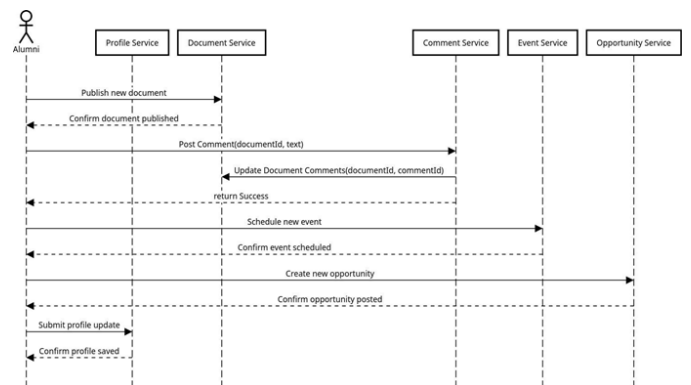 Alumni
Profile Service
Document Service
Comment Service
Event Service
Opportunity Service
Publish new document
Confirm document published
Post Comment(documentId, text)
Update Document Comments(documentId, commentId)
return Success
Schedule new event
Confirm event scheduled
Create new opportunity
Confirm opportunity posted
Submit profile update
Confirm profile saved